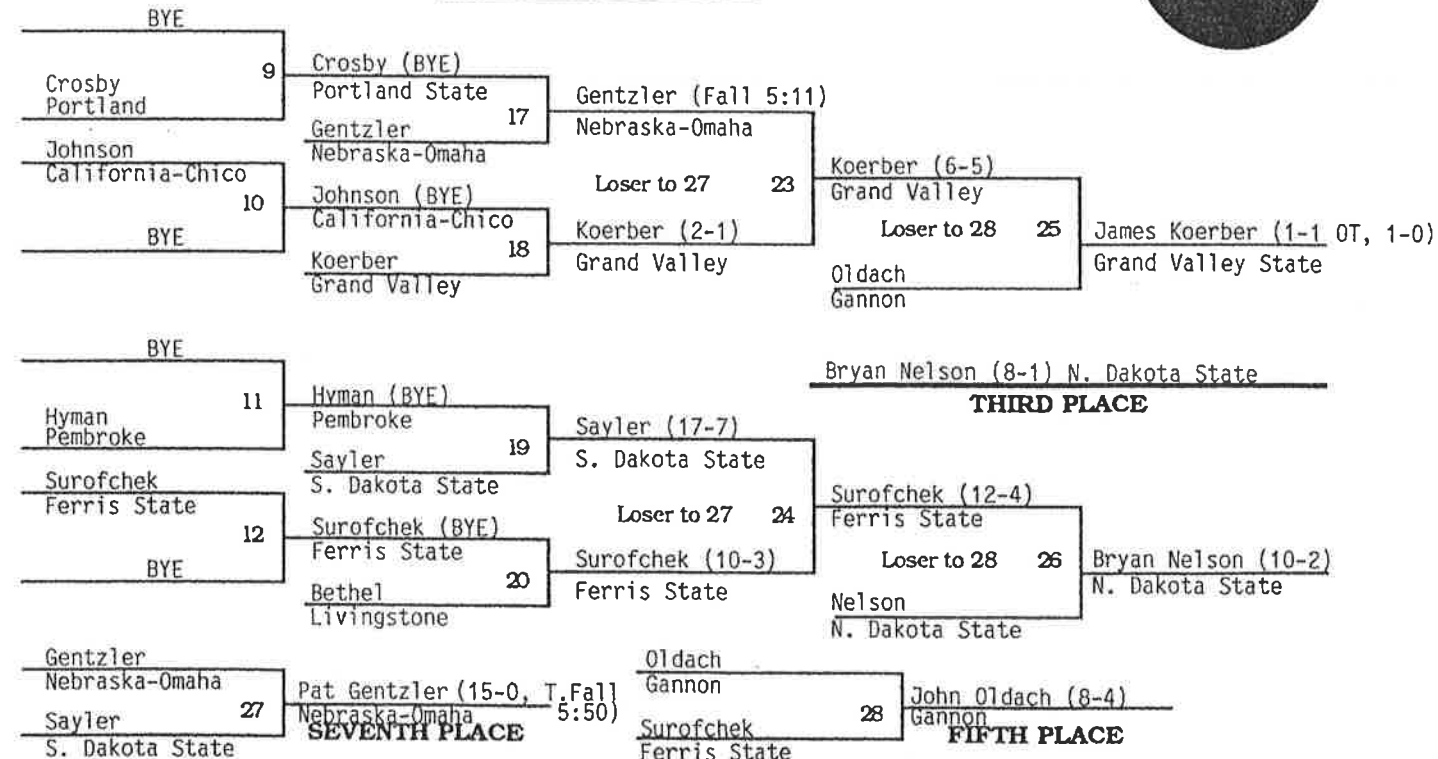 BYE
9
Crosby
Portland
Crosby (BYE)
Portland State
17
Gentzler
Nebraska-Omaha
Gentzler (Fall 5:11)
Nebraska-Omaha
Johnson
California-Chico
10
BYE
Johnson (BYE)
California-Chico
18
Koerber
Grand Valley
Loser to 27 23
Koerber (2-1)
Grand Valley
Koerber (6-5)
Grand Valley
Loser to 28 25
Oldach
Gannon
James Koerber (1-1 OT, 1-0)
Grand Valley State
BYE
11
Hyman
Pembroke
Hyman (BYE)
Pembroke
19
Sayler
S. Dakota State
Sayler (17-7)
S. Dakota State
Bryan Nelson (8-1) N. Dakota State
THIRD PLACE
Surofchek
Ferris State
12
BYE
Surofchek (BYE)
Ferris State
20
Bethel
Livingstone
Loser to 27 24
Surofchek (10-3)
Ferris State
Surofchek (12-4)
Ferris State
Loser to 28 26
Nelson
N. Dakota State
Bryan Nelson (10-2)
N. Dakota State
Gentzler
Nebraska-Omaha
27
Sayler
S. Dakota State
Pat Gentzler (15-0, T.Fall
Nebraska-Omaha 5:50)
SEVENTH PLACE
Oldach
Gannon
28
Surofchek
Ferris State
John Oldach (8-4)
Gannon
FIFTH PLACE